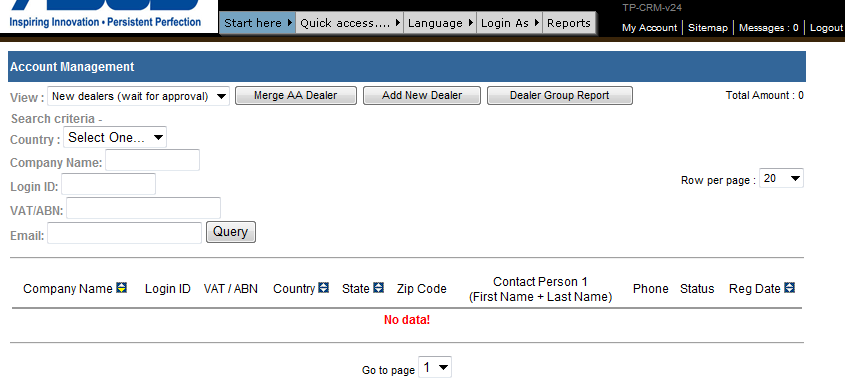 Inspiring Innovation • Persistent Perfection
Start here Quick access.... Language Login As Reports
TP-CRM-v24
My Account Sitemap Messages : 0 Logout
Account Management
View : New dealers (wait for approval) Merge AA Dealer Add New Dealer Dealer Group Report Total Amount : 0
Search criteria -
Country : Select One...
Company Name:
Login ID:
Row per page : 20
VAT/ABN:
Email: Query
Company Name Login ID VAT / ABN Country State Zip Code Contact Person 1 (First Name + Last Name) Phone Status Reg Date
No data!
Go to page 1